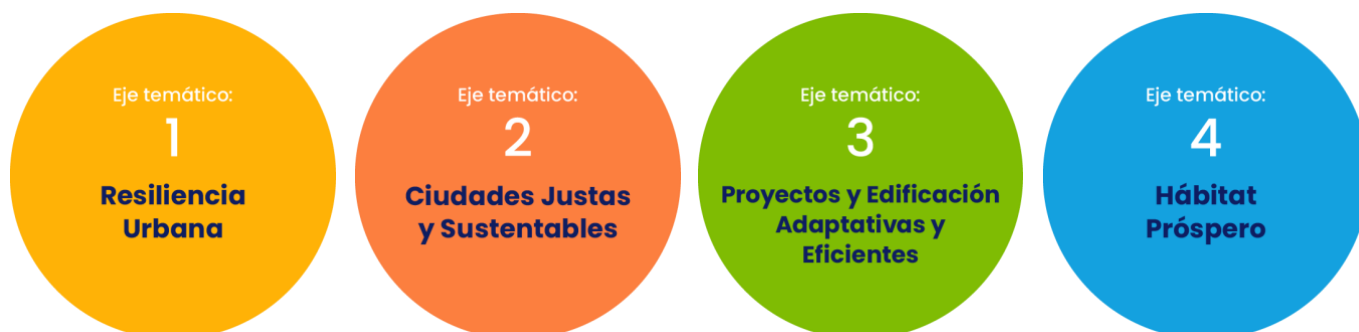 Eje temático:
1
Resiliencia
Urbana
Eje temático:
2
Ciudades Justas
y Sustentables
Eje temático:
3
Proyectos y Edificación
Adaptativas y
Eficientes
Eje temático:
4
Hábitat
Próspero